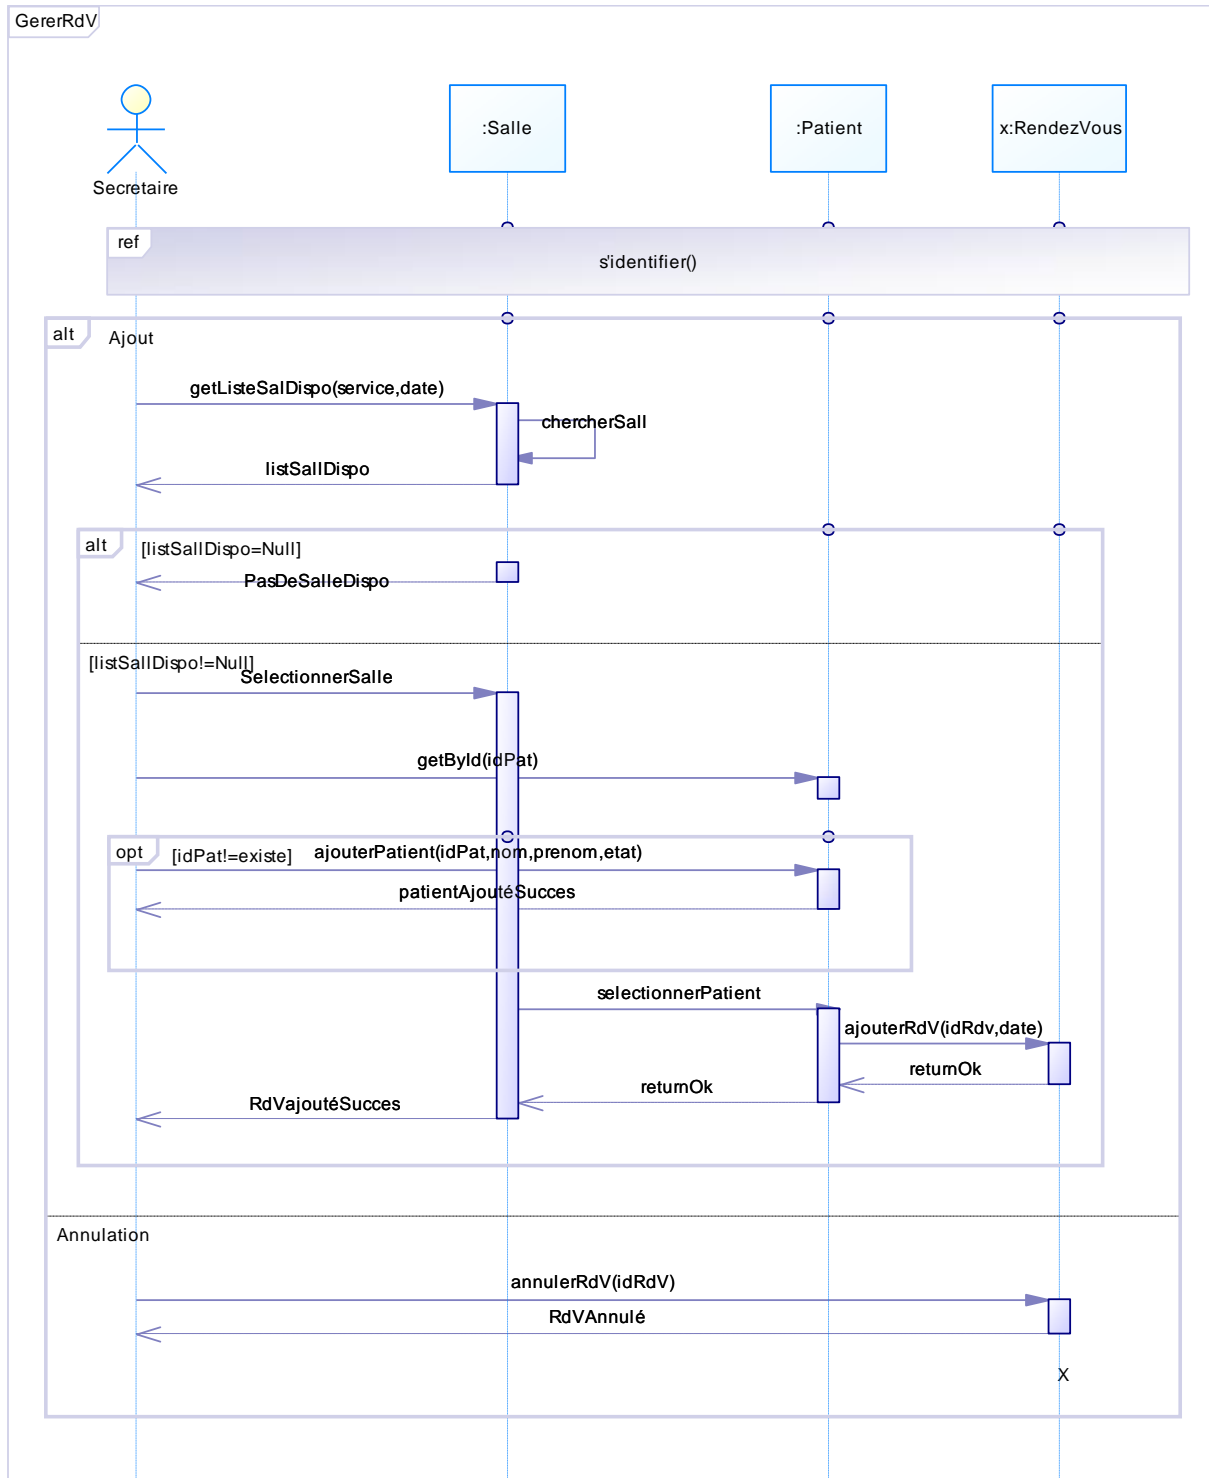 GererRdV
:Salle
:Patient
x:RendezVous
Secretaire
ref
s'identifier()
alt
Ajout
getListeSalDispo(service,date)
chercherSall
listSallDispo
alt
[listSallDispo=Null]
PasDeSalleDispo
[listSallDispo!=Null]
SelectionnerSalle
getById(idPat)
opt
[idPat!=existe]
ajouterPatient(idPat,nom,prenom,etat)
patientAjoutéSucces
selectionnerPatient
ajouterRdV(idRdv,date)
returnOk
returnOk
RdVajoutéSucces
Annulation
annulerRdV(idRdV)
RdVAnnulé
X